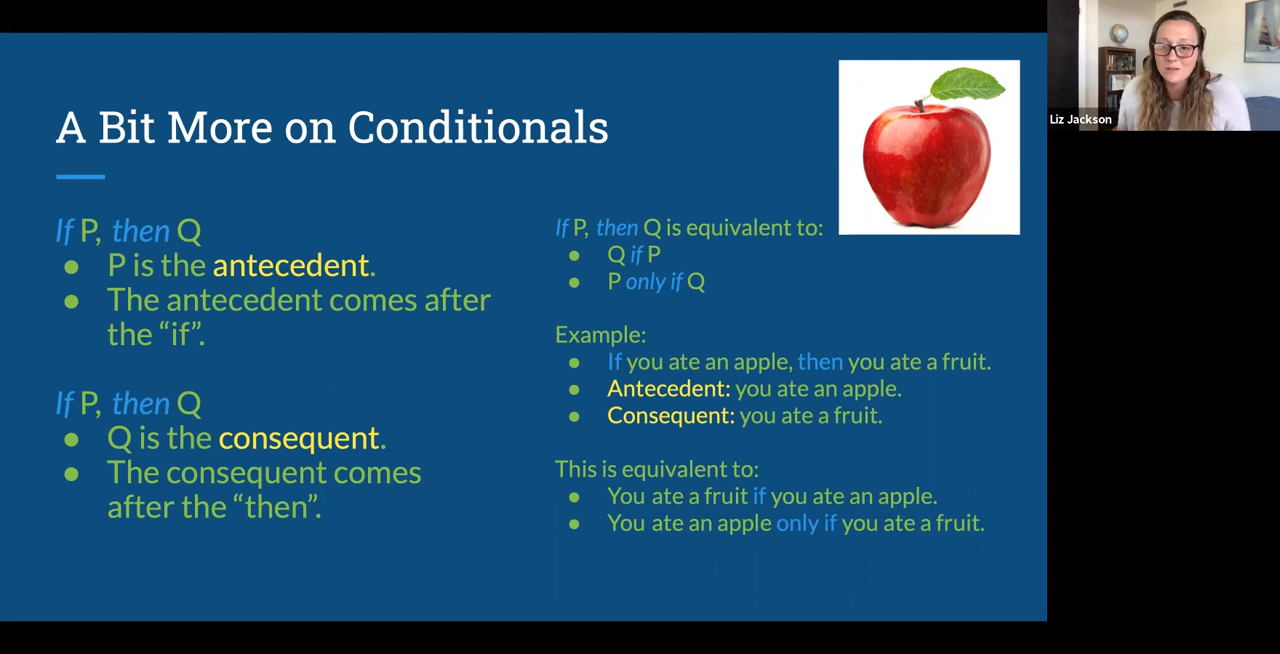 A Bit More on Conditionals
If P, then Q
● P is the antecedent.
● The antecedent comes after
the “if”.
If P, then Q
● Q is the consequent.
● The consequent comes
after the “then”.
If P, then Q is equivalent to:
● Q if P
● P only if Q
Example:
● If you ate an apple, then you ate a fruit.
● Antecedent: you ate an apple.
● Consequent: you ate a fruit.
This is equivalent to:
● You ate a fruit if you ate an apple.
● You ate an apple only if you ate a fruit.
Liz Jackson